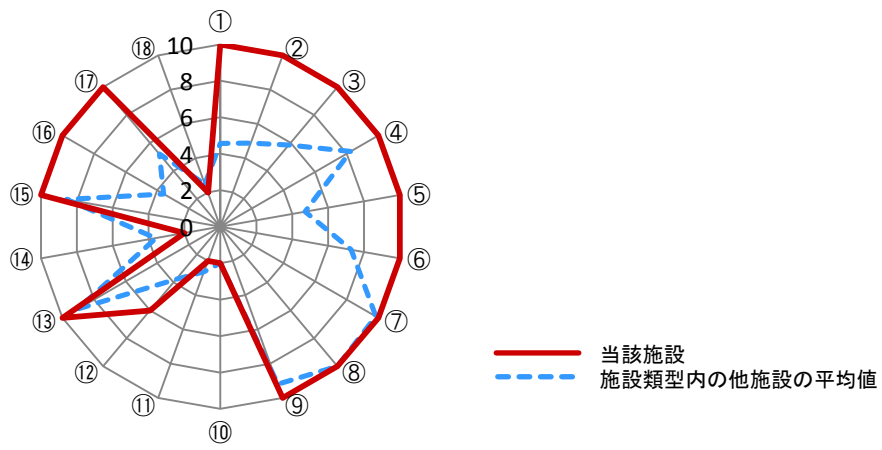 ①
⑱ 10 ②
⑰ 8 ③
⑯ 6 ④
4
⑮ 2 ⑤
0
⑭ ⑥
⑬ ⑦
⑫ ⑧
⑪ ⑨
⑩
当該施設
施設類型内の他施設の平均値